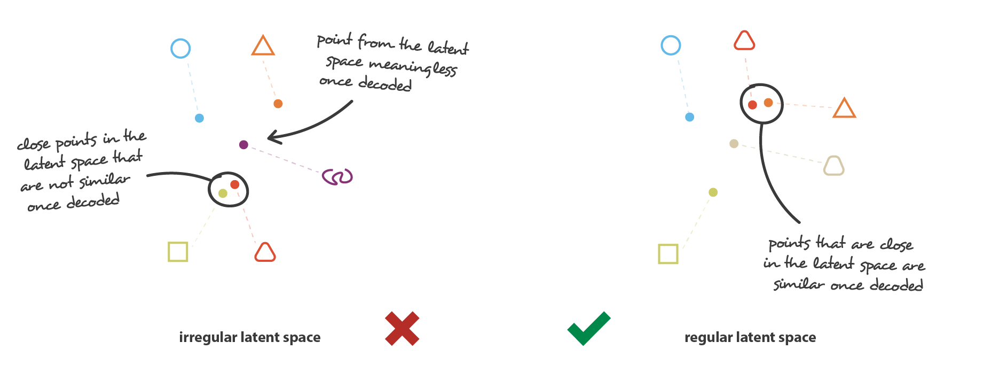 point from the latent
space meaningless
once decoded
close points in the
latent space that
are not similar
once decoded
points that are close
in the latent space are
similar once decoded
irregular latent space
regular latent space